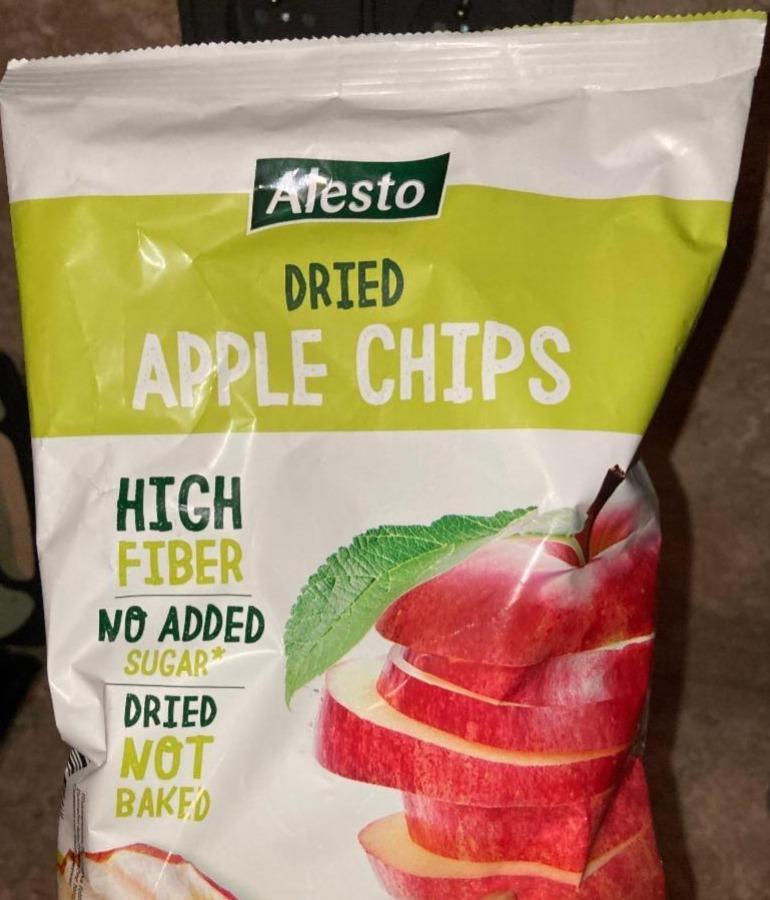 Alesto
DRIED
APPLE CHIPS
HIGH
FIBER
NO ADDED
SUGAR*
DRIED
NOT
BAKED